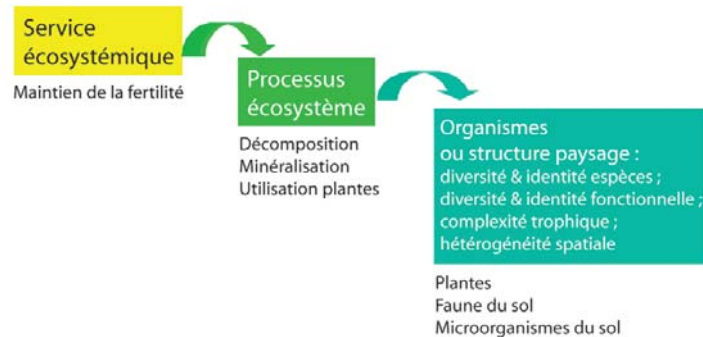 Service
écosystémique
Maintien de la fertilité
Processus
écosystème
Décomposition
Minéralisation
Utilisation plantes
Organismes
ou structure paysage :
diversité & identité espèces ;
diversité & identité fonctionnelle ;
complexité trophique ;
hétérogénéité spatiale
Plantes
Faune du sol
Microorganismes du sol